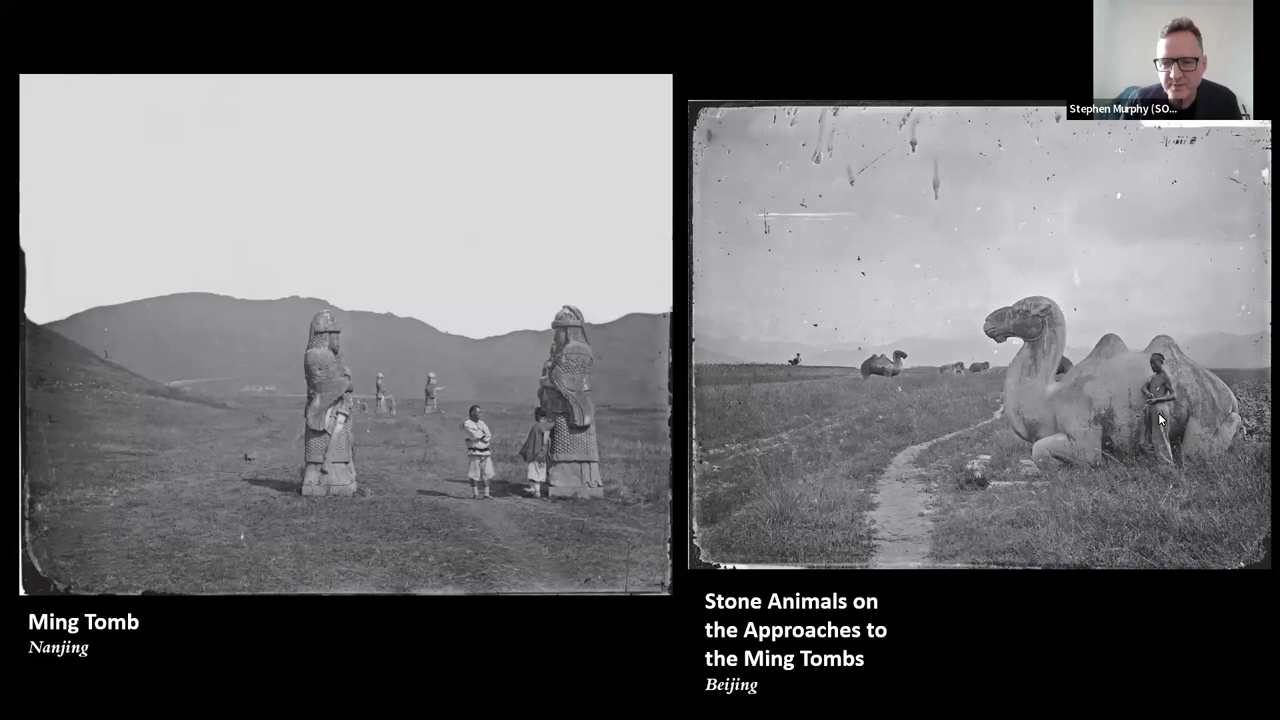 Stephen Murphy (SO...
Ming Tomb
Nanjing
Stone Animals on
the Approaches to
the Ming Tombs
Beijing